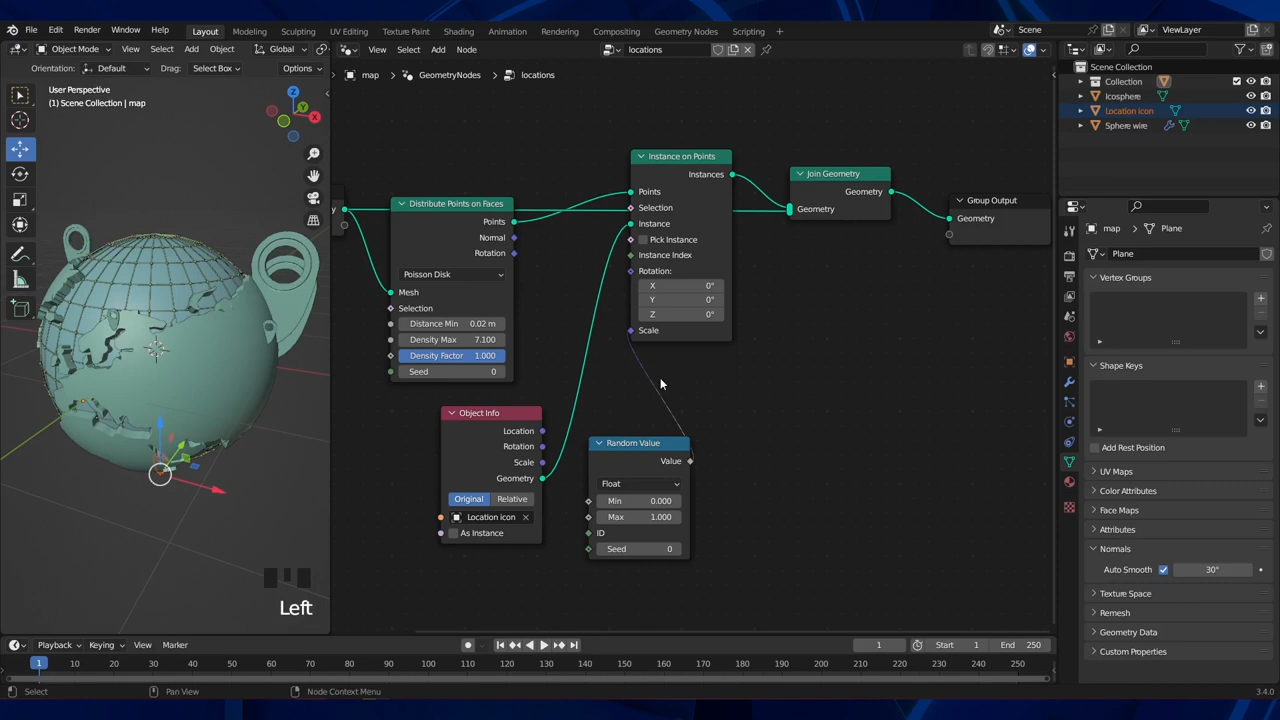 File Edit Render Window Help Layout Modeling Sculpting UV Editing Texture Paint Shading Animation Rendering Compositing Geometry Nodes Scripting Scene ViewLayer
Object Mode View Select Add Object Global View Select Add Node locations
Orientation: Default Drag: Select Box Options
map GeometryNodes locations
User Perspective
(1) Scene Collection | map
Z
Y
X
Scene Collection
Collection
Icosphere
Location icon
Sphere wire
y
Distribute Points on Faces
Points
Normal
Rotation
Poisson Disk
Mesh
Selection
Distance Min 0.02 m
Density Max 7.100
Density Factor 1.000
Seed 0
Instance on Points
Instances
Points
Selection
Instance
Pick Instance
Instance Index
Rotation:
X 0°
Y 0°
Z 0°
Scale
Join Geometry
Geometry
Geometry
Group Output
Geometry
Object Info
Location
Rotation
Scale
Geometry
Original Relative
Location icon
As Instance
Random Value
Value
Float
Min 0.000
Max 1.000
ID
Seed 0
Left
map Plane
Plane
Vertex Groups
Shape Keys
Add Rest Position
UV Maps
Color Attributes
Face Maps
Attributes
Normals
Auto Smooth 30°
Texture Space
Remesh
Geometry Data
Custom Properties
Playback Keying View Marker 1 Start 1 End 250
1 10 20 30 40 50 60 70 80 90 100 110 120 130 140 150 160 170 180 190 200 210 220 230 240 250
Select Pan View Node Context Menu 3.4.0